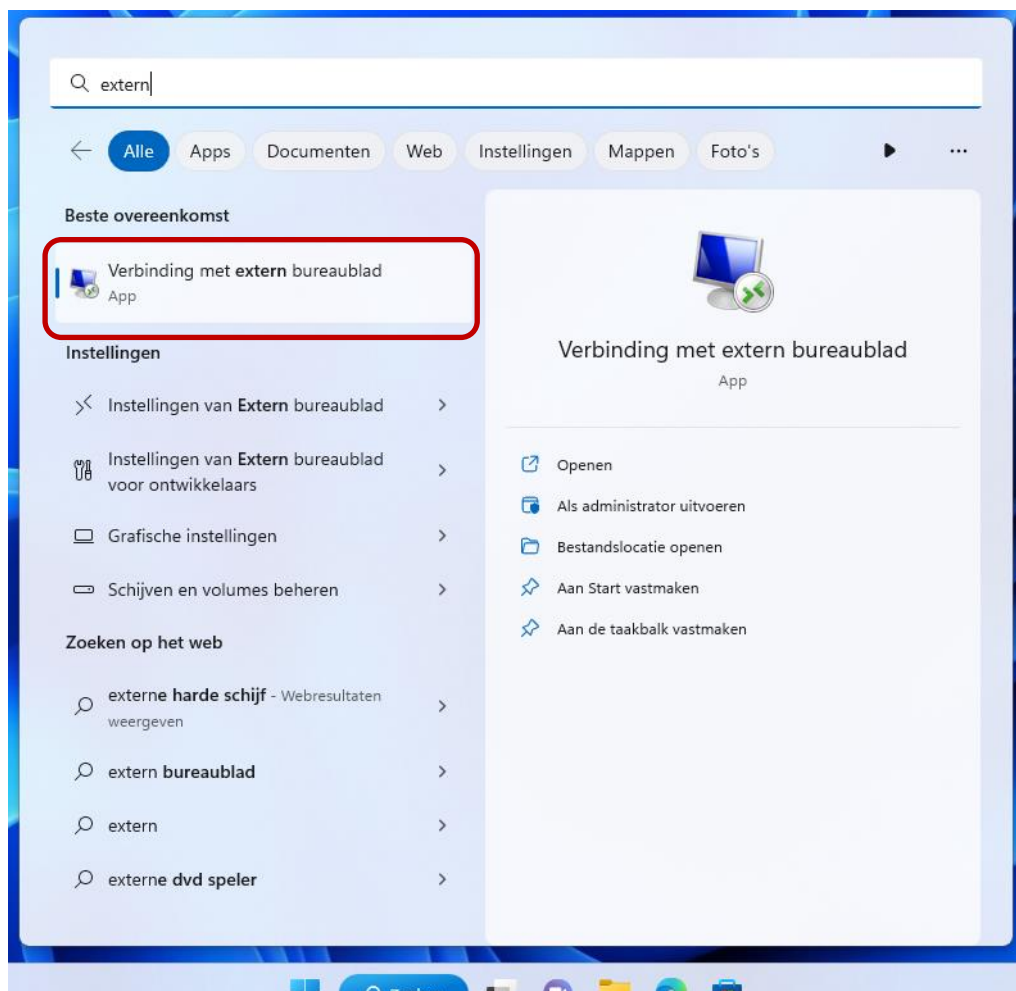 extern
Alle Apps Documenten Web Instellingen Mappen Foto's ...
Beste overeenkomst
Verbinding met extern bureaublad
App
Instellingen
Instellingen van Extern bureaublad
Instellingen van Extern bureaublad
voor ontwikkelaars
Grafische instellingen
Schijven en volumes beheren
Zoeken op het web
externe harde schijf - Webresultaten
weergeven
extern bureaublad
extern
externe dvd speler
Verbinding met extern bureaublad
App
Openen
Als administrator uitvoeren
Bestandslocatie openen
Aan Start vastmaken
Aan de taakbalk vastmaken